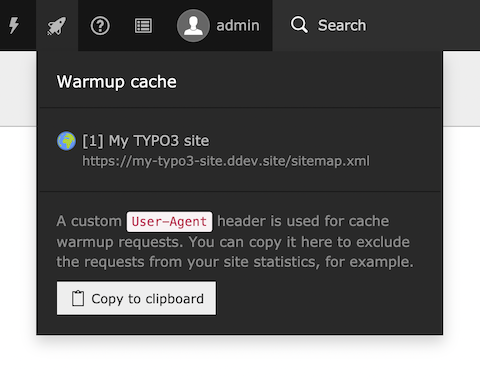 admin
Search
Warmup cache
[1] My TYPO3 site
https://my-typo3-site.ddev.site/sitemap.xml
A custom User-Agent header is used for cache
warmup requests. You can copy it here to exclude
the requests from your site statistics, for example.
Copy to clipboard